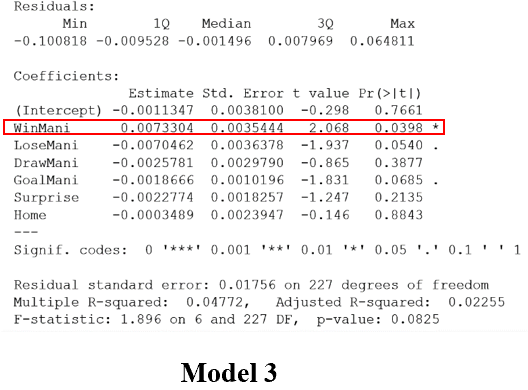 Residuals:
Min 1Q Median 3Q Max
-0.100818 -0.009528 -0.001496 0.007969 0.064811
Coefficients:
Estimate Std. Error t value Pr(>|t|)
(Intercept) -0.0011347 0.0038100 -0.298 0.7661
WinMani 0.0073304 0.0035444 2.068 0.0398 *
LoseMani -0.0070462 0.0036378 -1.937 0.0540 .
DrawMani -0.0025781 0.0029790 -0.865 0.3877
GoalMani -0.0018666 0.0010196 -1.831 0.0685 .
Surprise -0.0022774 0.0018257 -1.247 0.2135
Home -0.0003489 0.0023947 -0.146 0.8843
---
Signif. codes: 0 '***' 0.001 '**' 0.01 '*' 0.05 '.' 0.1 ' ' 1
Residual standard error: 0.01756 on 227 degrees of freedom
Multiple R-squared: 0.04772, Adjusted R-squared: 0.02255
F-statistic: 1.896 on 6 and 227 DF, p-value: 0.0825
Model 3